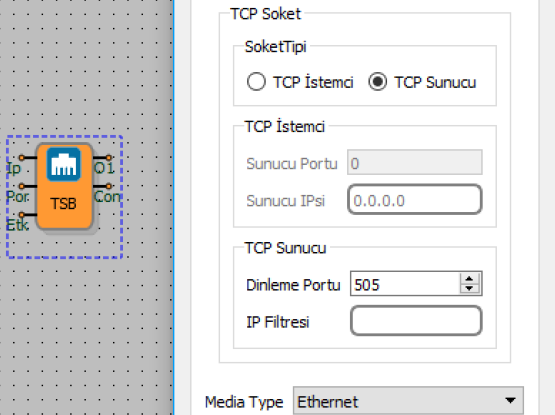 TCP Soket
SoketTipi
TCP İstemci
TCP Sunucu
TCP İstemci
Sunucu Portu 0
Sunucu IPsi 0.0.0.0
TCP Sunucu
Dinleme Portu 505
IP Filtresi
Media Type Ethernet
Ip
O1
Por
TSB
Con
Etk